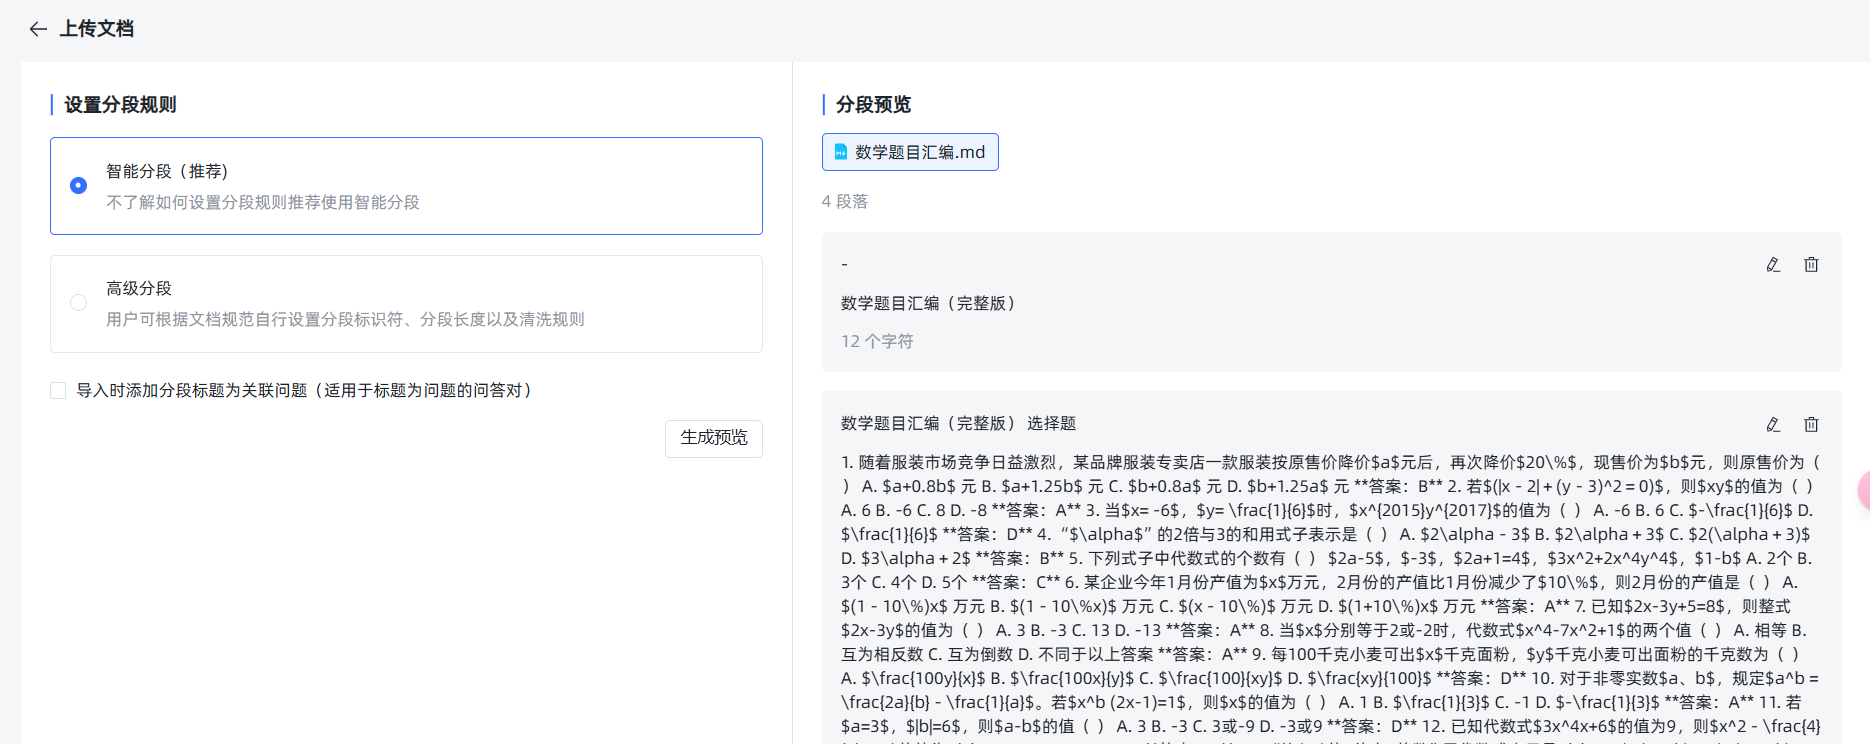 上传文档
设置分段规则
智能分段（推荐)
不了解如何设置分段规则推荐使用智能分段
高级分段
用户可根据文档规范自行设置分段标识符、分段长度以及清洗规则
导入时添加分段标题为关联问题（适用于标题为问题的问答对）
生成预览
分段预览
数学题目汇编.md
4 段落
-
数学题目汇编（完整版）
12 个字符
数学题目汇编（完整版） 选择题
1. 随着服装市场竞争日益激烈，某品牌服装专卖店一款服装按原售价降价$a$元后，再次降价$20\%$，现售价为$b$元，则原售价为（
） A. $a+0.8b$ 元 B. $a+1.25b$ 元 C. $b+0.8a$ 元 D. $b+1.25a$ 元 **答案：B** 2. 若$(|x - 2| + (y - 3)^2 = 0)$，则$xy$的值为（ ）
A. 6 B. -6 C. 8 D. -8 **答案：A** 3. 当$x= -6$，$y= \frac{1}{6}$时，$x^{2015}y^{2017}$的值为（ ） A. -6 B. 6 C. $-\frac{1}{6}$ D.
$\frac{1}{6}$ **答案：D** 4. “$\alpha$” 的2倍与3的和用式子表示是（ ） A. $2\alpha - 3$ B. $2\alpha + 3$ C. $2(\alpha + 3)$
D. $3\alpha + 2$ **答案：B** 5. 下列式子中代数式的个数有（ ） $2a-5$，$-3$，$2a+1=4$，$3x^2+2x^4y^4$，$1-b$ A. 2个 B.
3个 C. 4个 D. 5个 **答案：C** 6. 某企业今年1月份产值为$x$万元，2月份的产值比1月份减少了$10\%$，则2月份的产值是（ ） A.
$(1 - 10\%)x$ 万元 B. $(1 - 10\%x)$ 万元 C. $(x - 10\%)$ 万元 D. $(1+10\%)x$ 万元 **答案：A** 7. 已知$2x-3y+5=8$，则整式
$2x-3y$的值为（ ） A. 3 B. -3 C. 13 D. -13 **答案：A** 8. 当$x$分别等于2或-2时，代数式$x^4-7x^2+1$的两个值（ ） A. 相等 B.
互为相反数 C. 互为倒数 D. 不同于以上答案 **答案：A** 9. 每100千克小麦可出$x$千克面粉，$y$千克小麦可出面粉的千克数为（ ）
A. $\frac{100y}{x}$ B. $\frac{100x}{y}$ C. $\frac{100}{xy}$ D. $\frac{xy}{100}$ **答案：D** 10. 对于非零实数$a、b$，规定$a^b =
\frac{2a}{b} - \frac{1}{a}$。若$x^b (2x-1)=1$，则$x$的值为（ ） A. 1 B. $\frac{1}{3}$ C. -1 D. $-\frac{1}{3}$ **答案：A** 11. 若
$a=3$，$|b|=6$，则$a-b$的值（ ） A. 3 B. -3 C. 3或-9 D. -3或9 **答案：D** 12. 已知代数式$3x^4x+6$的值为9，则$x^2 - \frac{4}